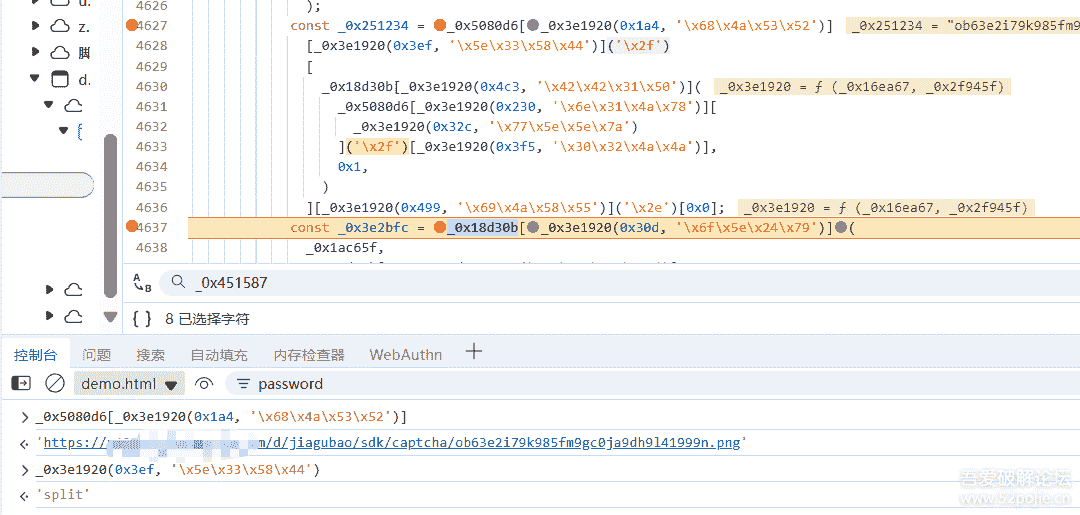 4626 );
4627 const _0x251234 = _0x5080d6[_0x3e1920(0x1a4, '\x68\x4a\x53\x52')] _0x251234 = "ob63e2i79k985fm9
4628 [_0x3e1920(0x3ef, '\x5e\x33\x58\x44')]('\x2f')
4629 [
4630 _0x18d30b[_0x3e1920(0x4c3, '\x42\x42\x31\x50')]( _0x3e1920 = ƒ (_0x16ea67, _0x2f945f)
4631 _0x5080d6[_0x3e1920(0x230, '\x6e\x31\x4a\x78')][
4632 _0x3e1920(0x32c, '\x77\x5e\x5e\x7a')
4633 ]('\x2f')[_0x3e1920(0x3f5, '\x30\x32\x4a\x4a')],
4634 0x1,
4635 )
4636 ][_0x3e1920(0x499, '\x69\x4a\x58\x55')]('\x2e')[0x0]; _0x3e1920 = ƒ (_0x16ea67, _0x2f945f)
4637 const _0x3e2bfc = _0x18d30b[_0x3e1920(0x30d, '\x6f\x5e\x24\x79')](
4638 _0x1ac65f,
d.
z.
脚
d.
_0x451587
{ } 8 已选择字符
控制台 问题 搜索 自动填充 内存检查器 WebAuthn
demo.html password
_0x5080d6[_0x3e1920(0x1a4, '\x68\x4a\x53\x52')]
'https:// m/d/jiagubao/sdk/captcha/ob63e2i79k985fm9gc0ja9dh9l41999n.png'
_0x3e1920(0x3ef, '\x5e\x33\x58\x44')
'split'
吾爱破解论坛
www.52pojie.cn